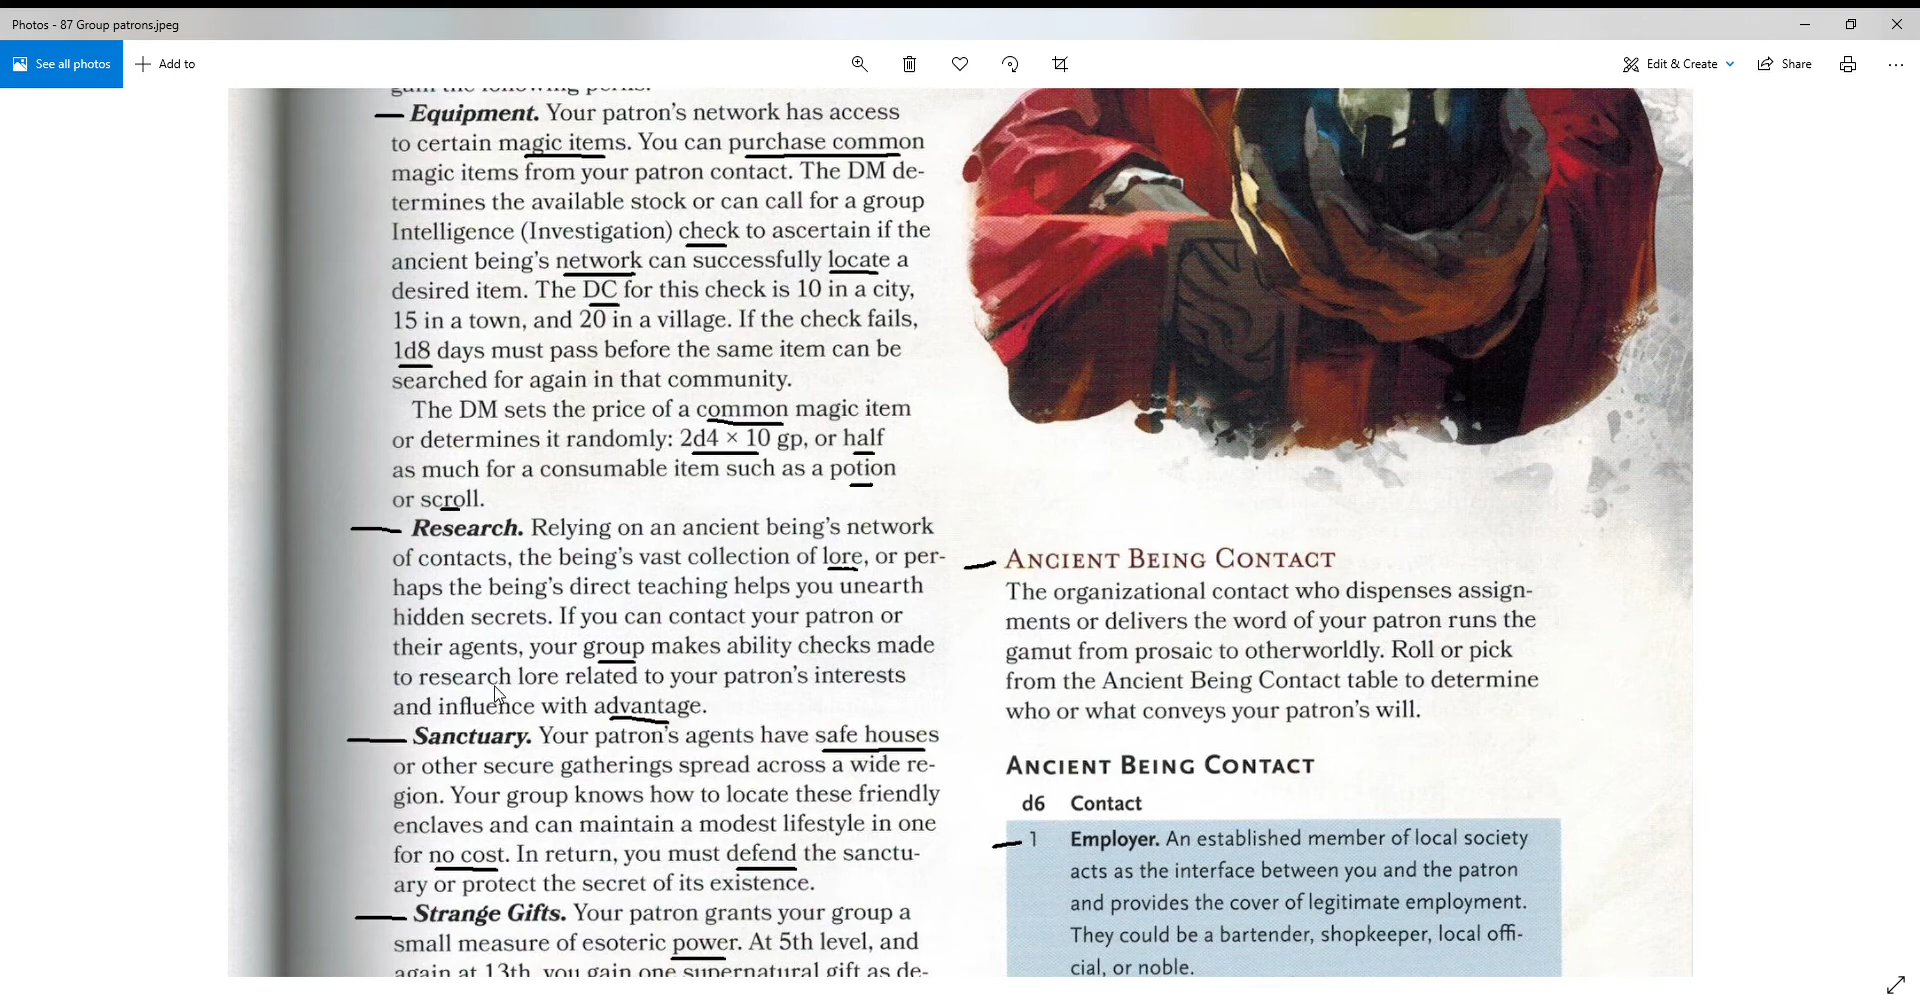 Photos - 87 Group patrons.jpeg
See all photos
Add to
Edit & Create
Share
gain the following perks.
Equipment. Your patron's network has access
to certain magic items. You can purchase common
magic items from your patron contact. The DM de-
termines the available stock or can call for a group
Intelligence (Investigation) check to ascertain if the
ancient being's network can successfully locate a
desired item. The DC for this check is 10 in a city,
15 in a town, and 20 in a village. If the check fails,
1d8 days must pass before the same item can be
searched for again in that community.
The DM sets the price of a common magic item
or determines it randomly: 2d4 × 10 gp, or half
as much for a consumable item such as a potion
or scroll.
Research. Relying on an ancient being's network
of contacts, the being's vast collection of lore, or per-
haps the being's direct teaching helps you unearth
hidden secrets. If you can contact your patron or
their agents, your group makes ability checks made
to research lore related to your patron's interests
and influence with advantage.
Sanctuary. Your patron's agents have safe houses
or other secure gatherings spread across a wide re-
gion. Your group knows how to locate these friendly
enclaves and can maintain a modest lifestyle in one
for no cost. In return, you must defend the sanctu-
ary or protect the secret of its existence.
Strange Gifts. Your patron grants your group a
small measure of esoteric power. At 5th level, and
again at 13th, you gain one supernatural gift as de-
ANCIENT BEING CONTACT
The organizational contact who dispenses assign-
ments or delivers the word of your patron runs the
gamut from prosaic to otherworldly. Roll or pick
from the Ancient Being Contact table to determine
who or what conveys your patron's will.
ANCIENT BEING CONTACT
d6 Contact
1 Employer. An established member of local society
acts as the interface between you and the patron
and provides the cover of legitimate employment.
They could be a bartender, shopkeeper, local offi-
cial, or noble.